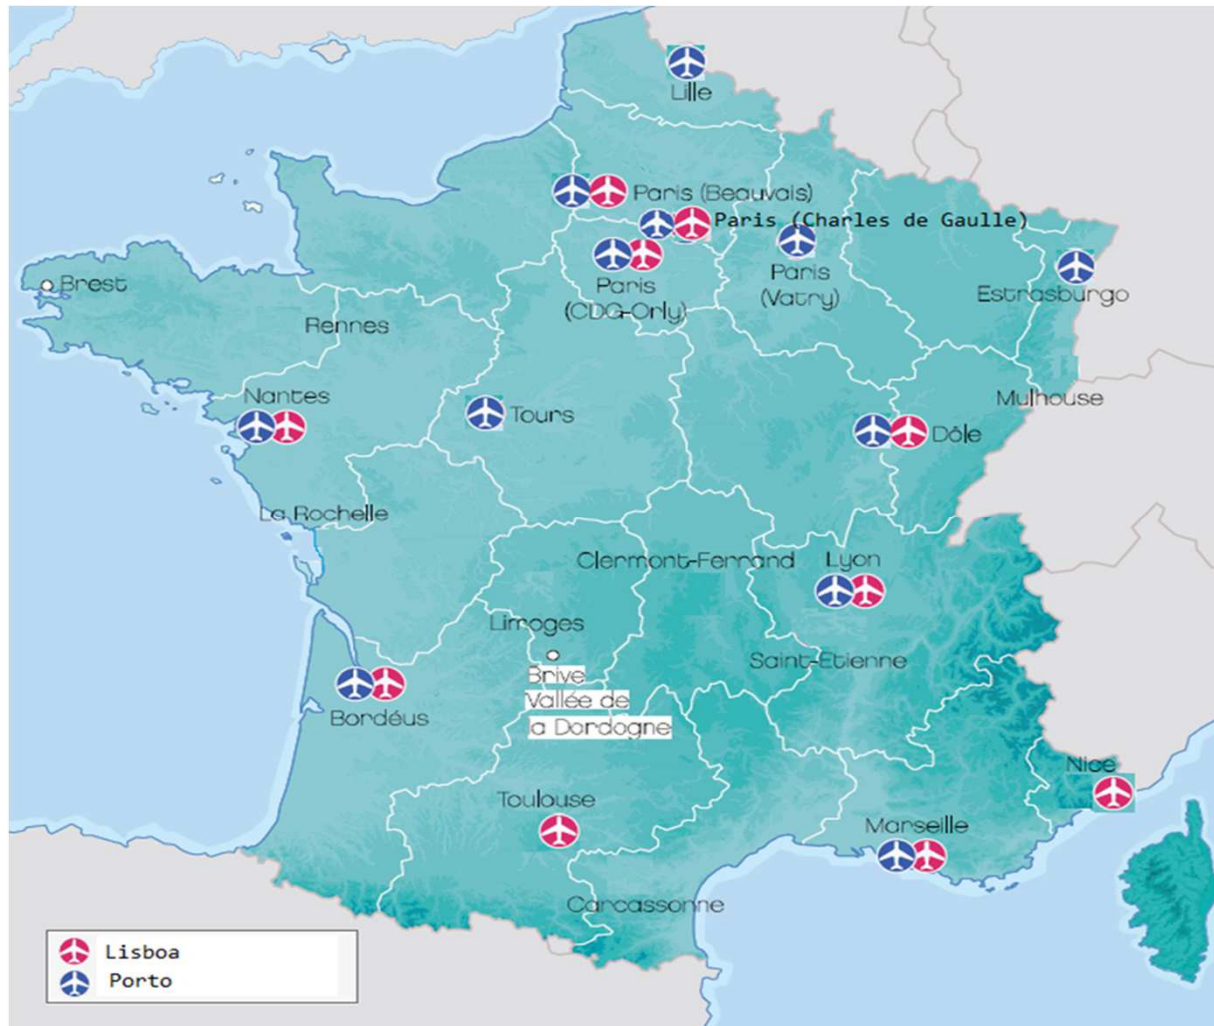 Lille
Paris (Beauvais)
Paris (Charles de Gaulle)
Paris
(CDG-Orly)
Paris
(Vatry)
Estrasburgo
Brest
Rennes
Nantes
Tours
Mulhouse
Dôle
La Rochelle
Clermont-Ferrand
Lyon
Limoges
Saint-Etienne
Brive
Vallée de
la Dordogne
Bordéus
Nice
Toulouse
Marseille
Carcassonne
Lisboa
Porto